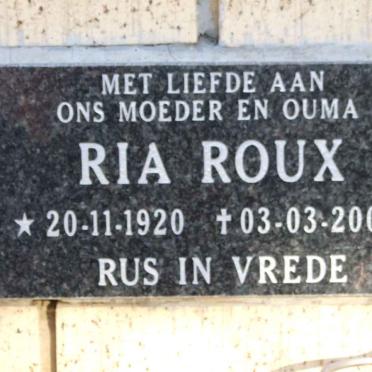 MET LIEFDE AAN
ONS MOEDER EN OUMA
RIA ROUX
★ 20-11-1920 ✝ 03-03-200
RUS IN VREDE